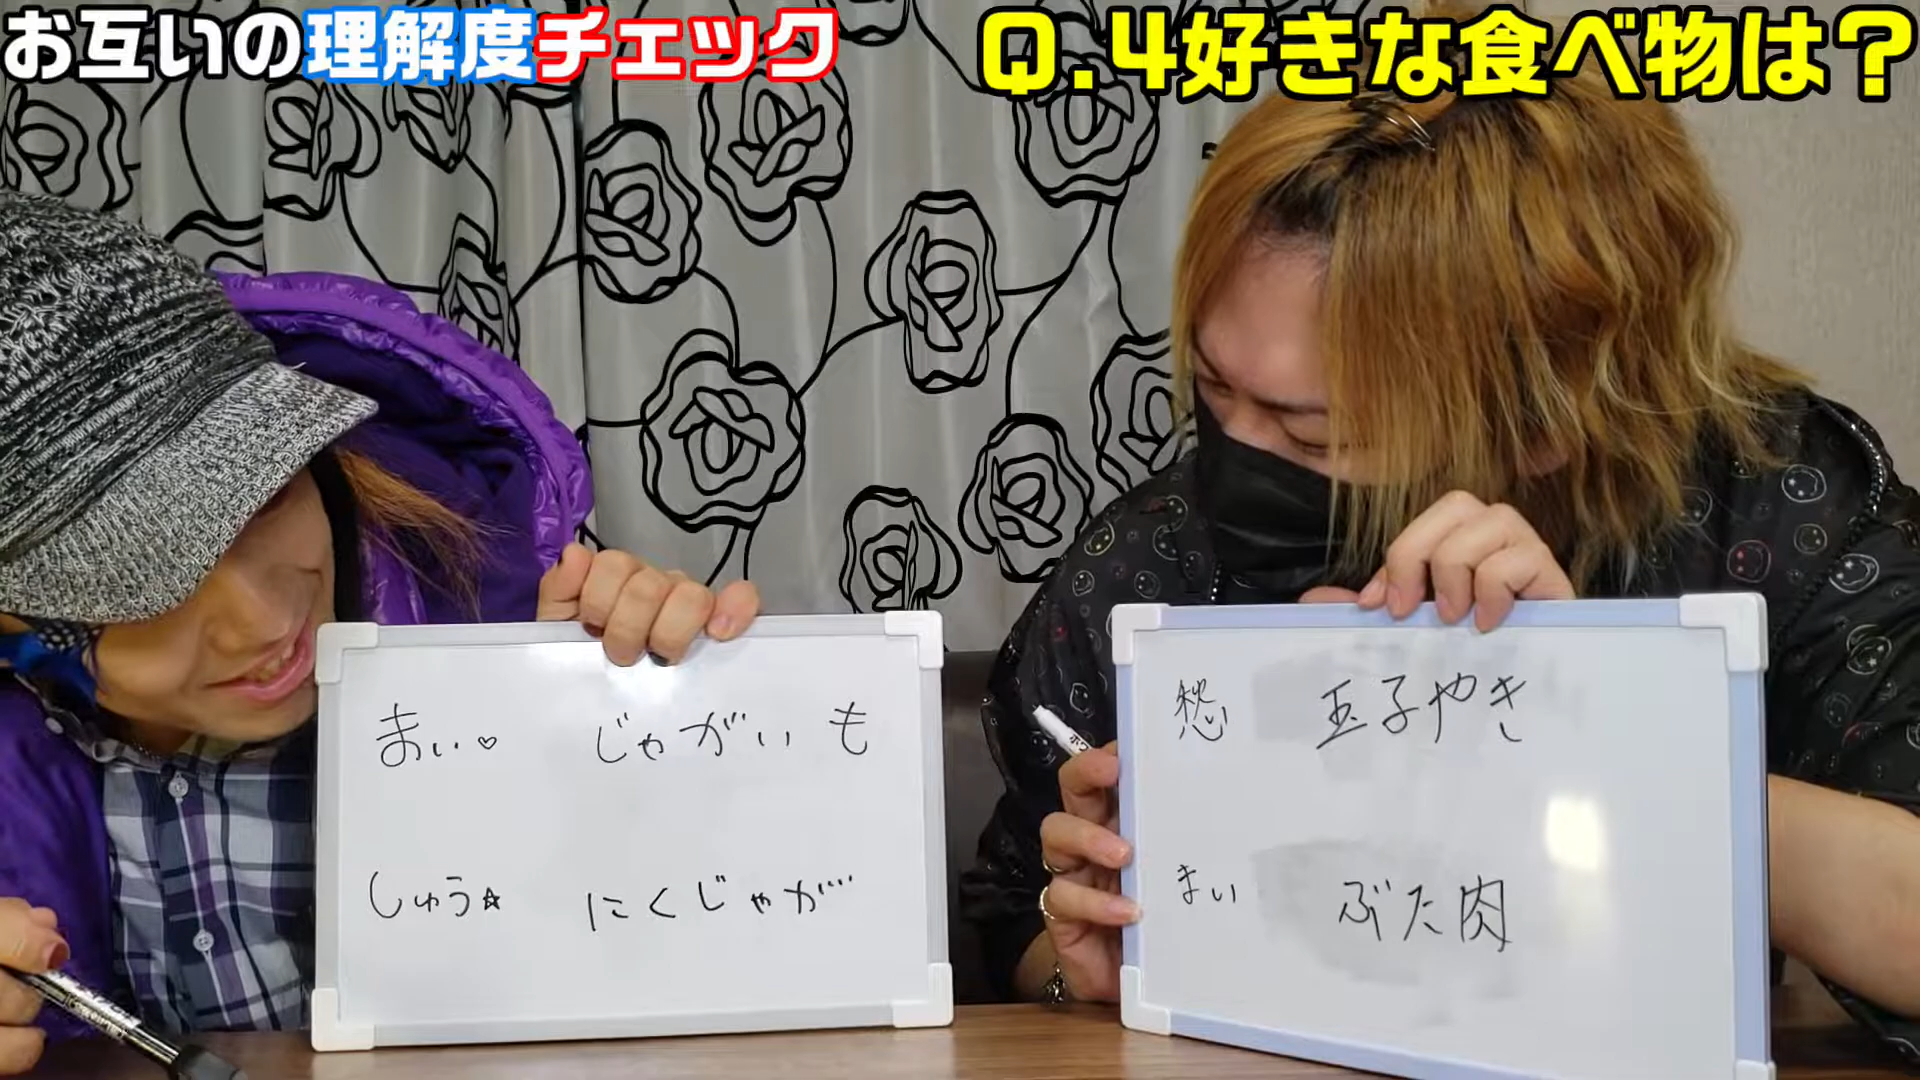 お互いの理解度チェック
Q.4好きな食べ物は？
まぃ♡ じゃがいも
しゅう☆ にくじゃが…
愁 玉子やき
まい ぶた肉